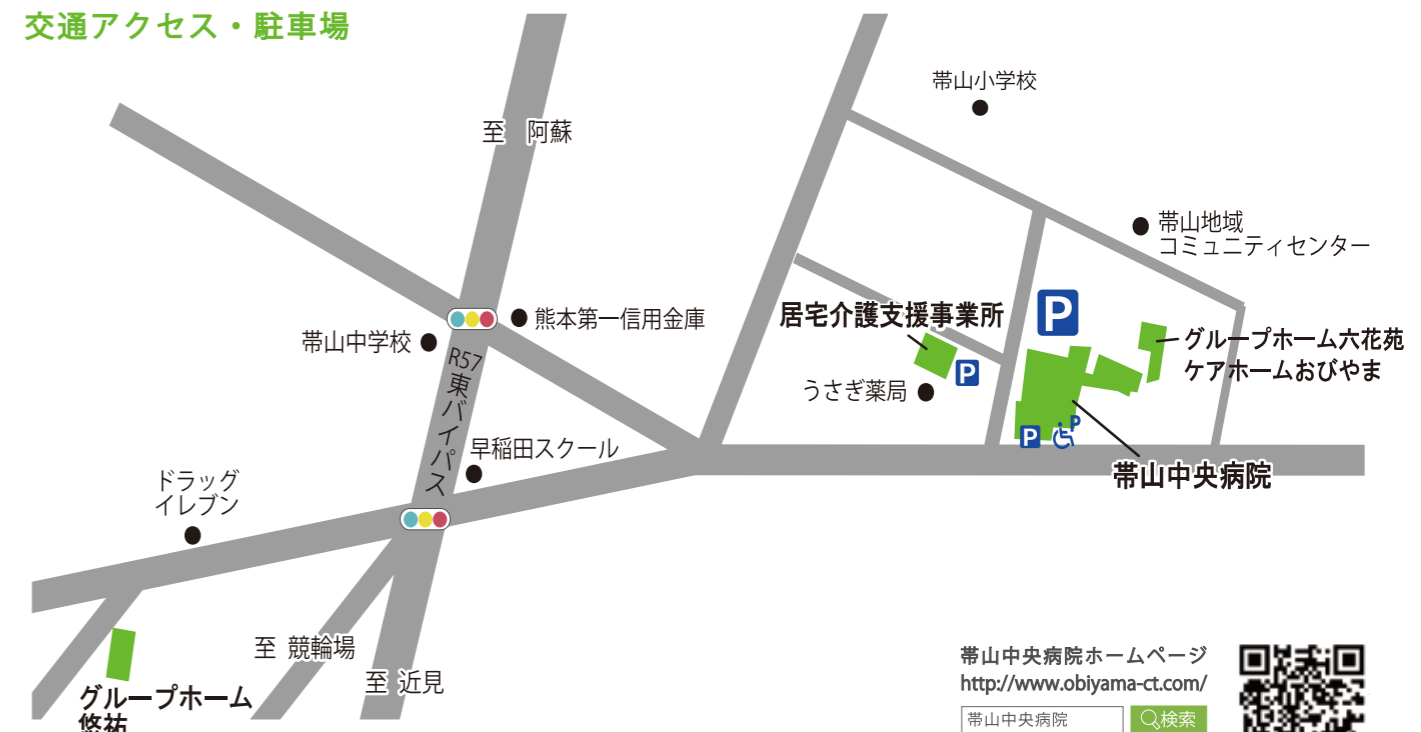 交通アクセス・駐車場
帯山小学校
至 阿蘇
帯山地域
コミュニティセンター
P
居宅介護支援事業所
熊本第一信用金庫
帯山中学校
グループホーム六花苑
ケアホームおびやま
R57
東バイパス
P
うさぎ薬局
P
P
早稲田スクール
帯山中央病院
ドラッグ
イレブン
至 競輪場
至 近見
グループホーム
悠祐
帯山中央病院ホームページ
http://www.obiyama-ct.com/
帯山中央病院
検索